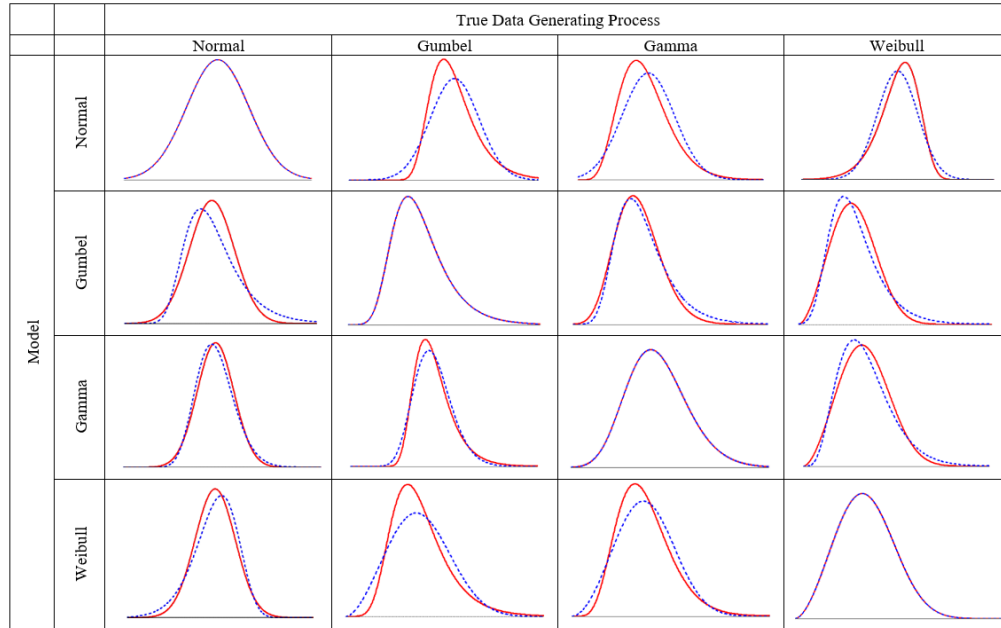 True Data Generating Process
Normal Gumbel Gamma Weibull
Model
Normal
Gumbel
Gamma
Weibull